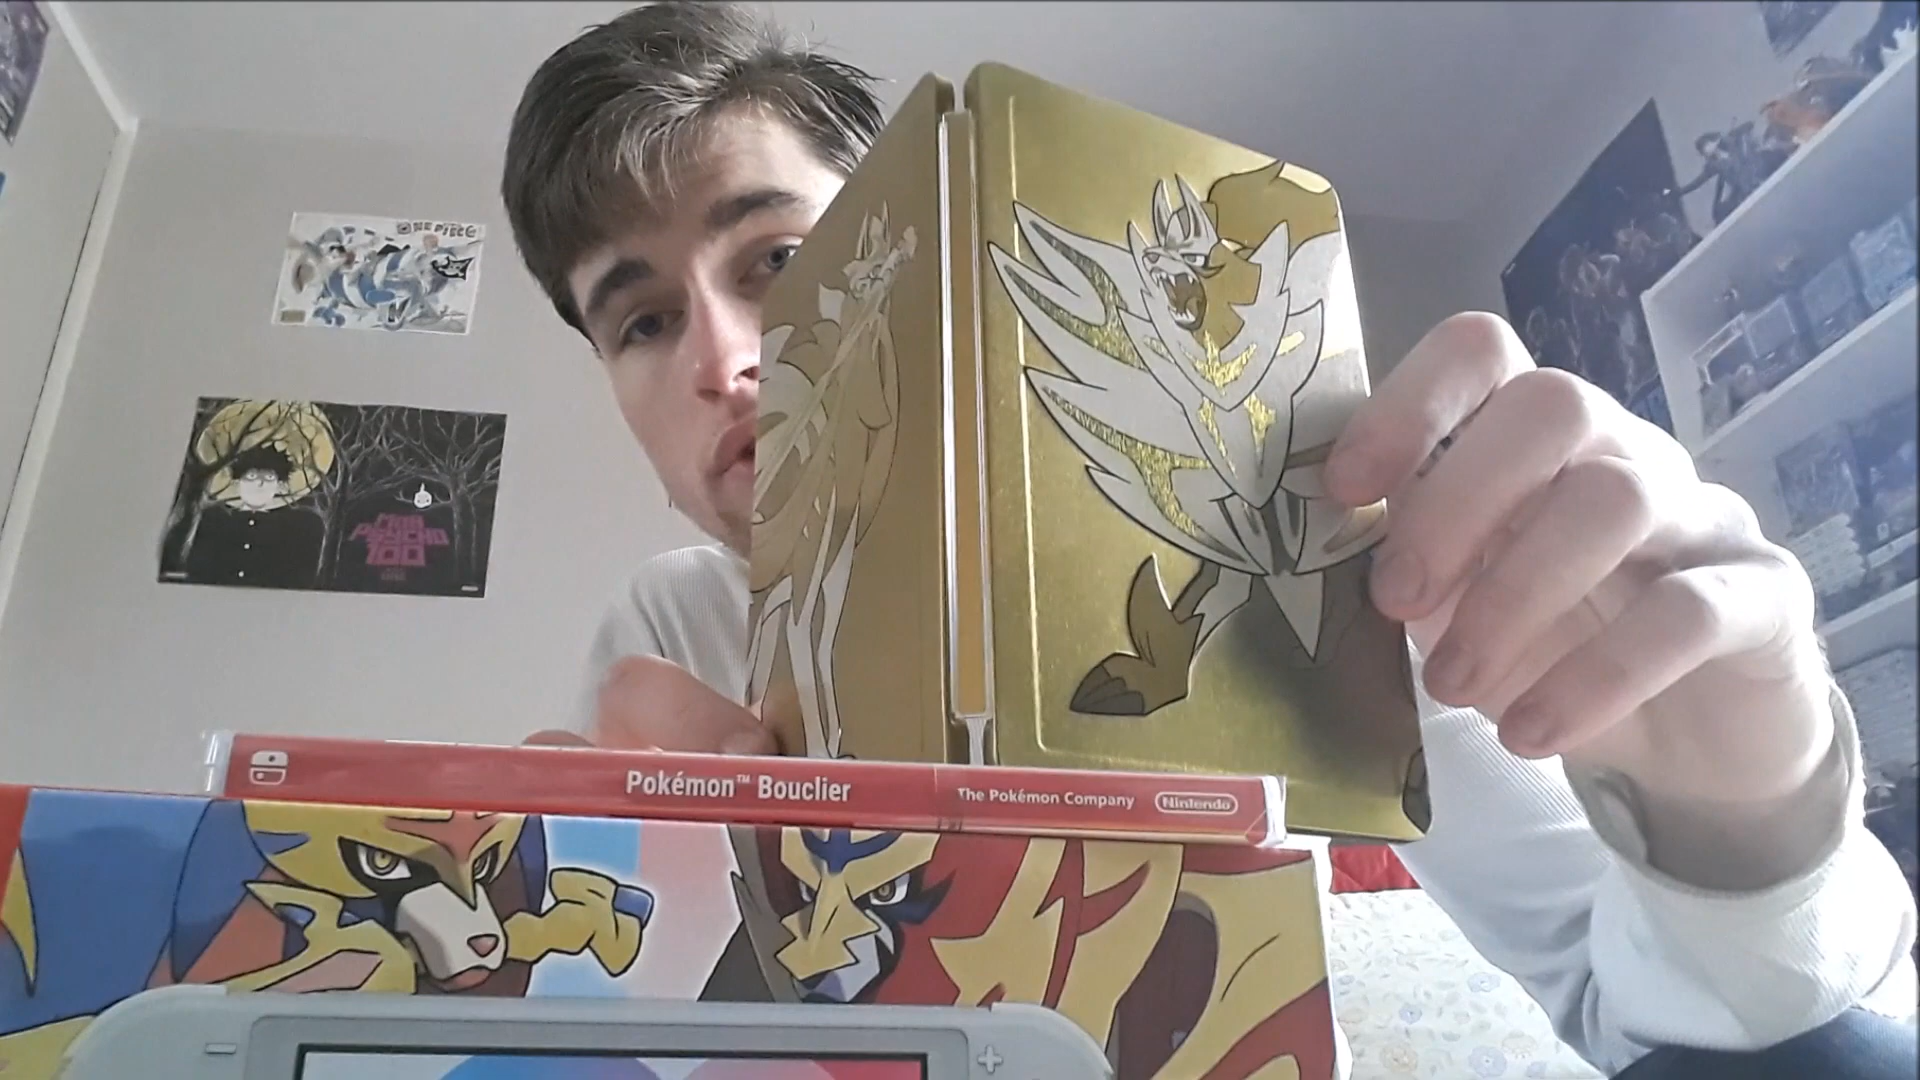 ONE PIECE
MOB
PSYCHO
100
Pokémon™ Bouclier
The Pokémon Company
Nintendo